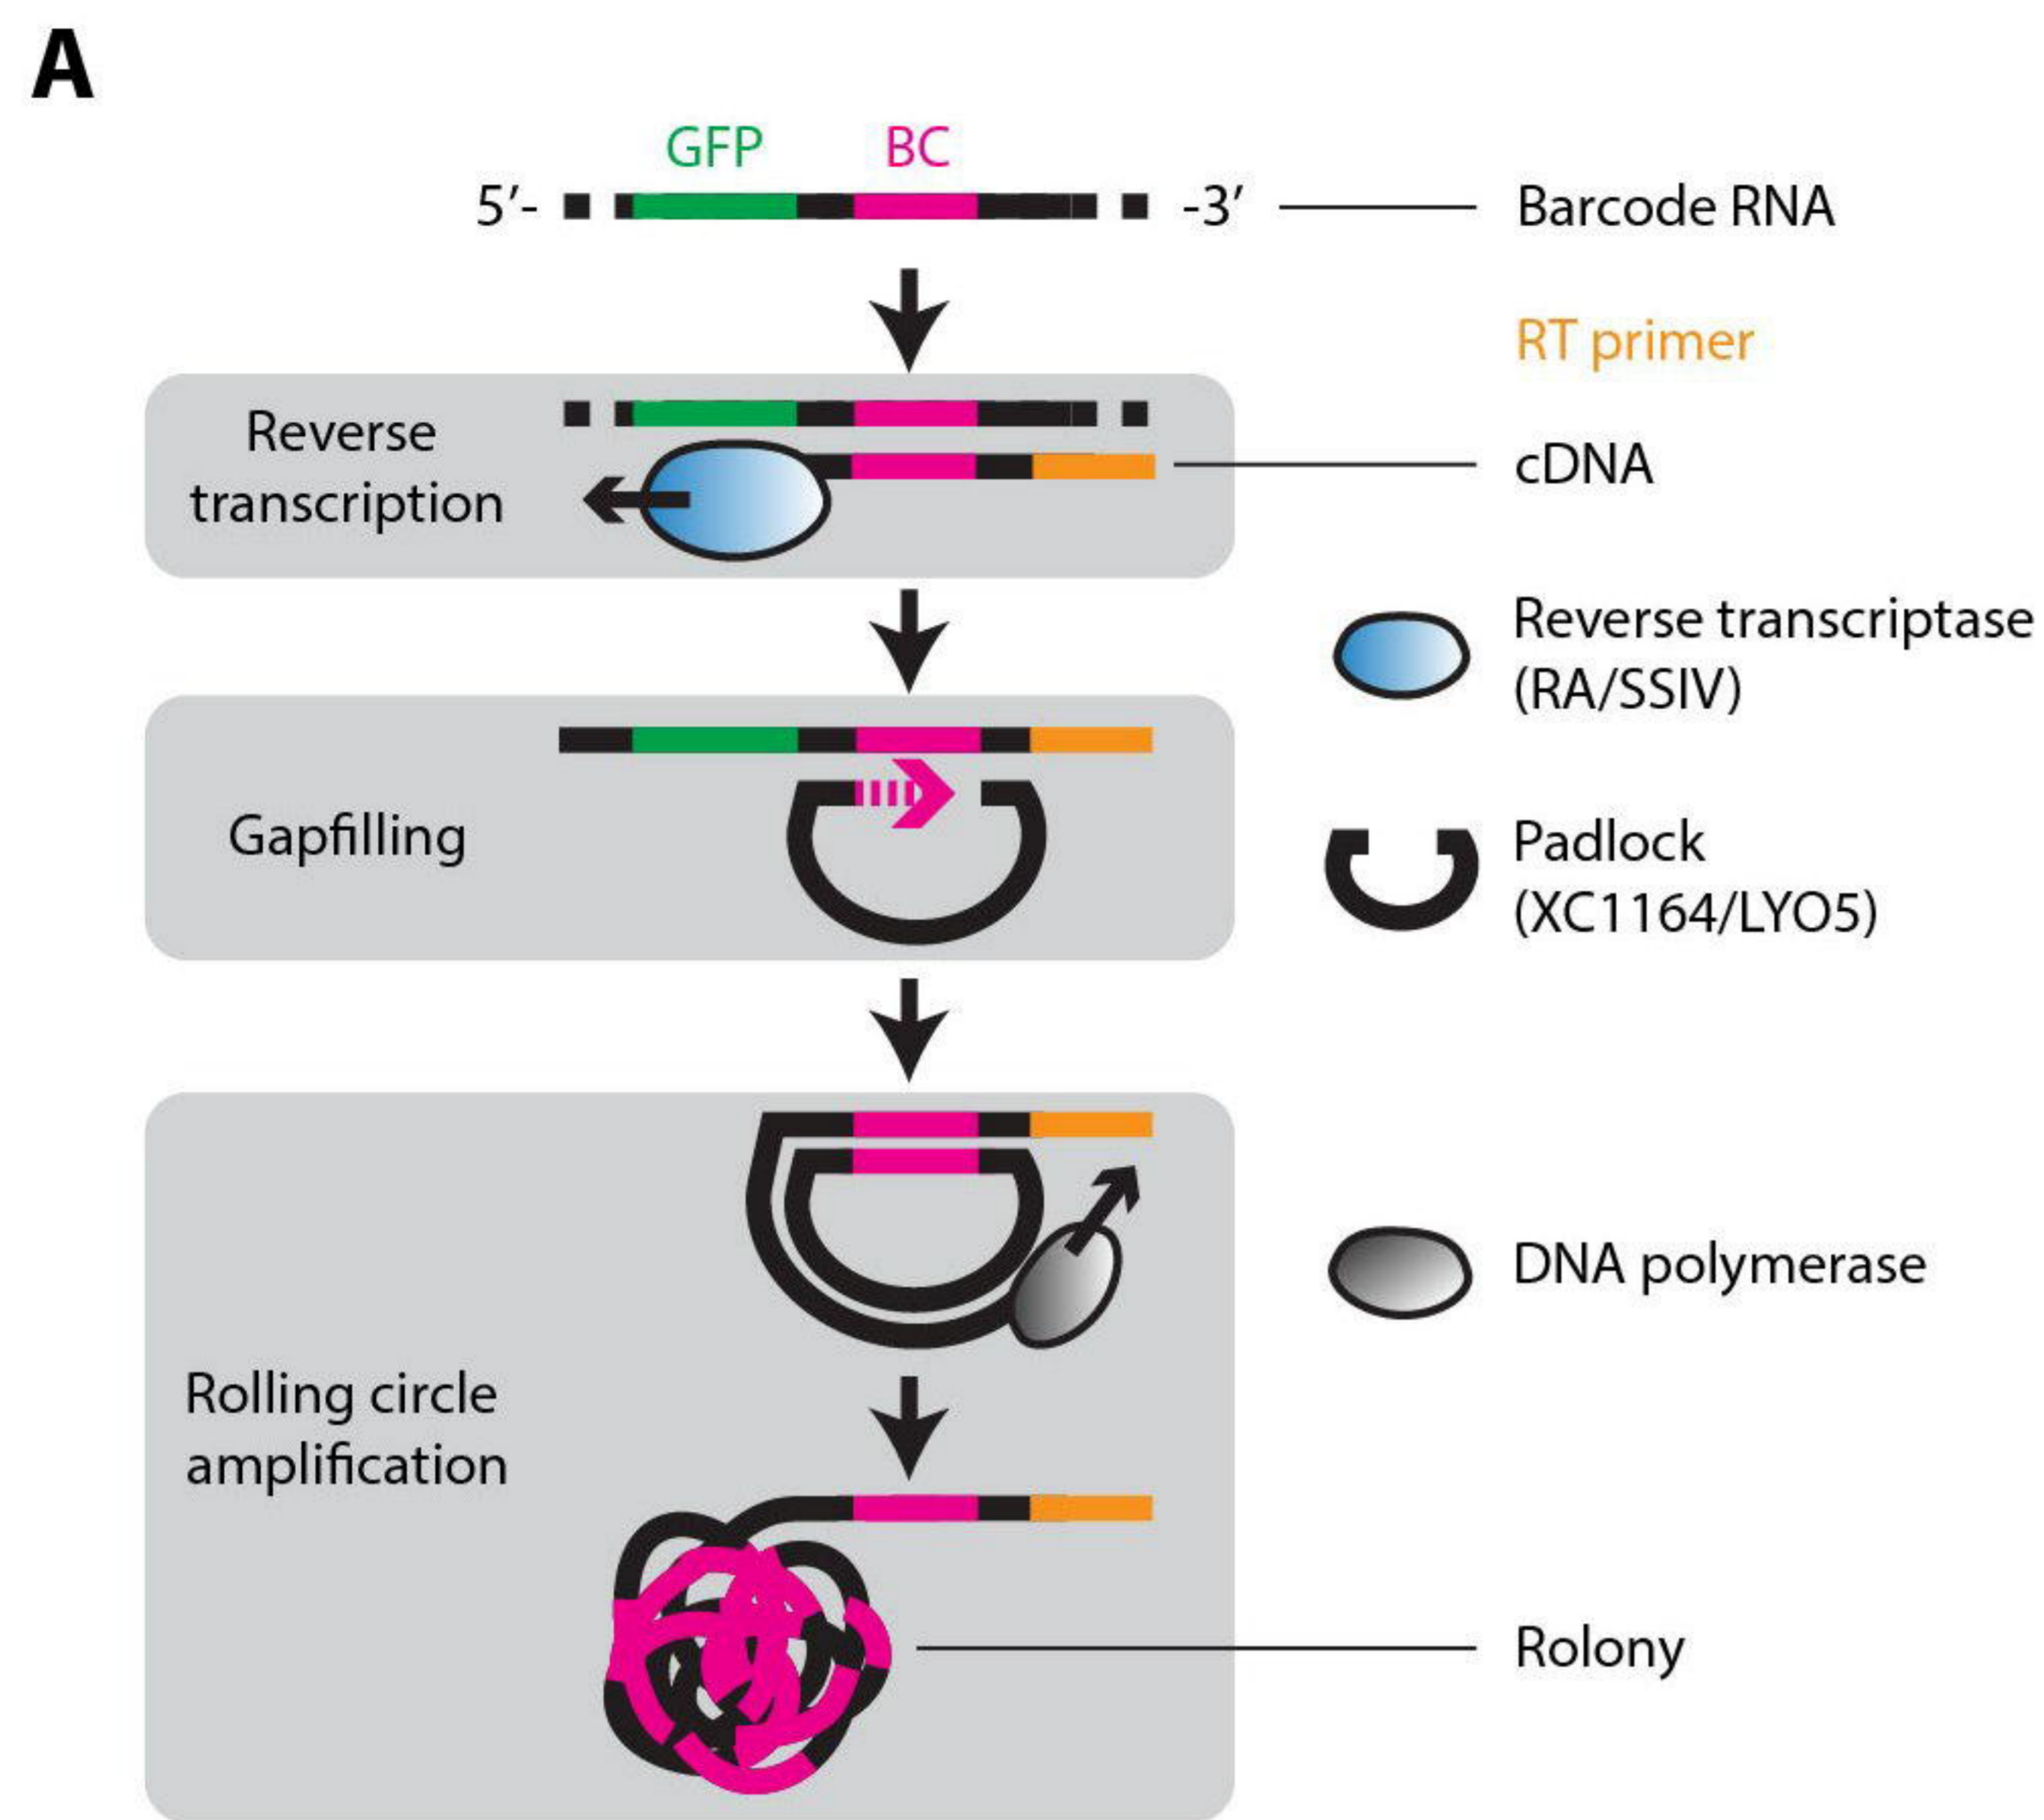 A
GFP BC
5′- -3′ Barcode RNA
RT primer
Reverse
transcription
cDNA
Reverse transcriptase
(RA/SSIV)
Gapfilling
Padlock
(XC1164/LYO5)
DNA polymerase
Rolling circle
amplification
Rolony